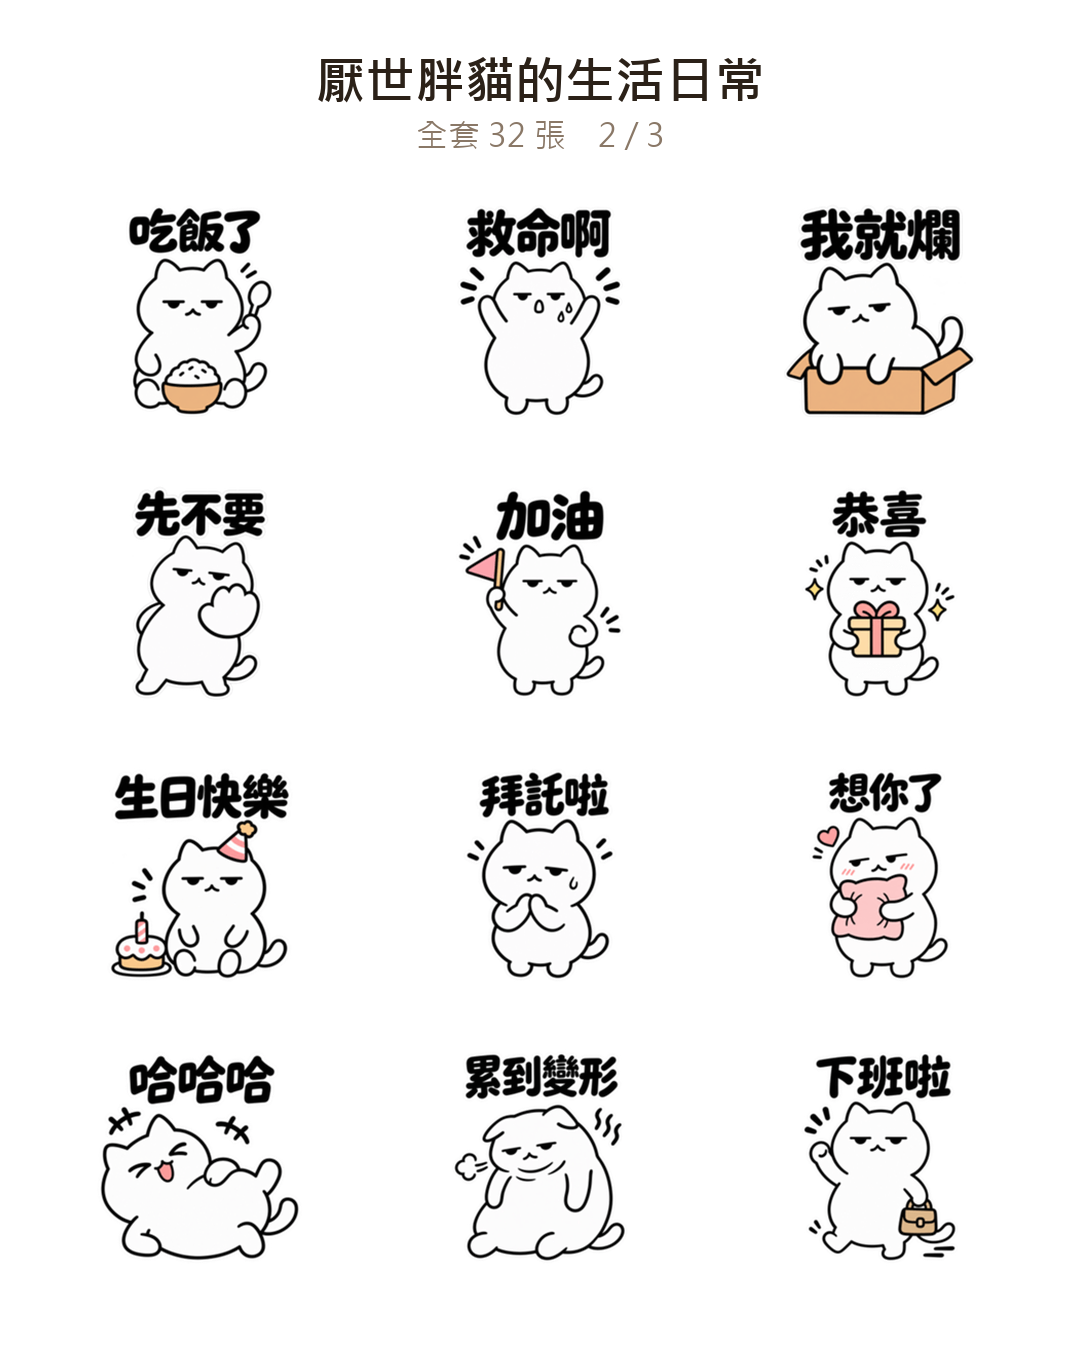 厭世胖貓的生活日常
全套 32 張　2 / 3
吃飯了
救命啊
我就爛
先不要
加油
恭喜
生日快樂
拜託啦
想你了
哈哈哈
累到變形
下班啦